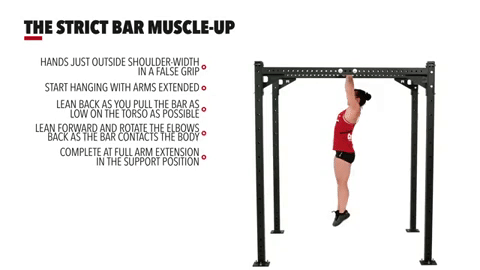 THE STRICT BAR MUSCLE-UP
HANDS JUST OUTSIDE SHOULDER-WIDTH
IN A FALSE GRIP
START HANGING WITH ARMS EXTENDED
LEAN BACK AS YOU PULL THE BAR AS
LOW ON THE TORSO AS POSSIBLE
LEAN FORWARD AND ROTATE THE ELBOWS
BACK AS THE BAR CONTACTS THE BODY
COMPLETE AT FULL ARM EXTENSION
IN THE SUPPORT POSITION